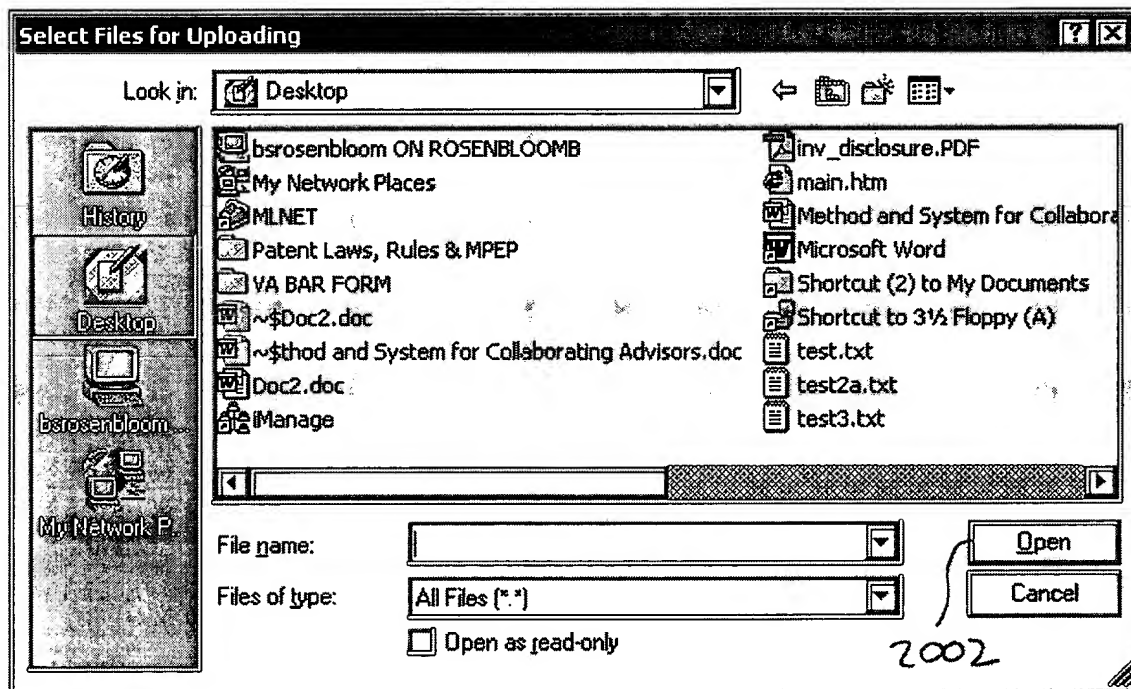 Select Files for Uploading
Look in: Desktop
History
Desktop
bsrosenbloom ...
My Network P...
bsrosenbloom ON ROSENBLOOMB
My Network Places
MLNET
Patent Laws, Rules & MPEP
VA BAR FORM
~$Doc2.doc
~$thod and System for Collaborating Advisors.doc
Doc2.doc
iManage
inv_disclosure.PDF
main.htm
Method and System for Collabora
Microsoft Word
Shortcut (2) to My Documents
Shortcut to 3½ Floppy (A)
test.txt
test2a.txt
test3.txt
File name:
Open
Files of type: All Files (*.*)
Cancel
Open as read-only
2002